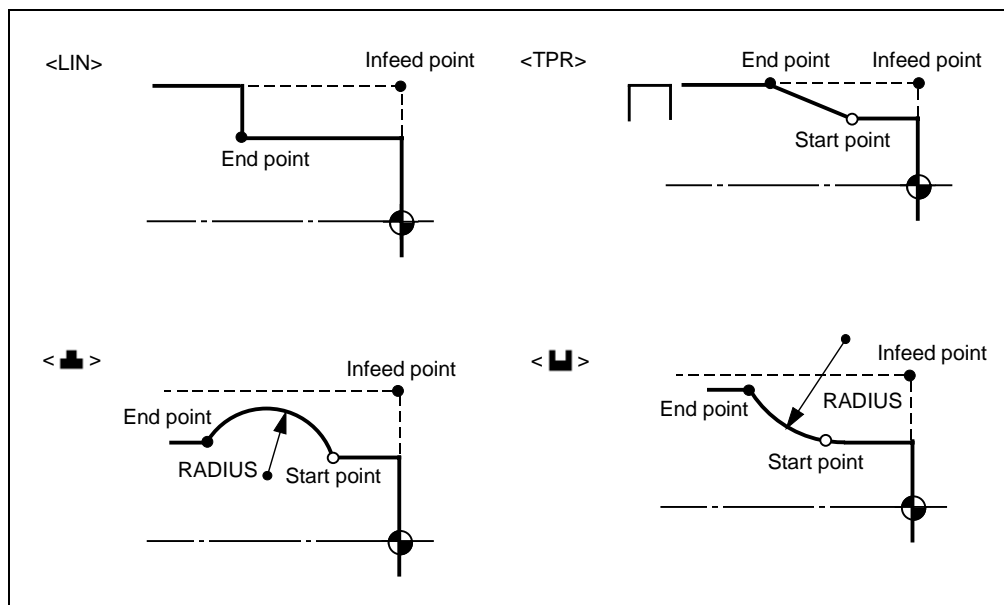 <LIN>
Infeed point
End point
<TPR>
End point
Infeed point
Start point
< >
Infeed point
End point
RADIUS
Start point
< >
Infeed point
End point
RADIUS
Start point